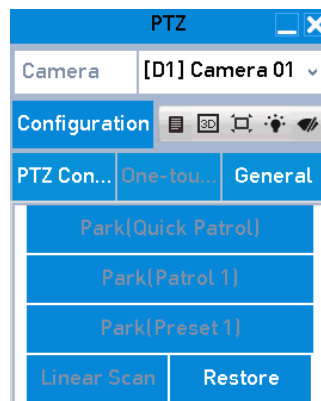 PTZ
Camera [D1] Camera 01
Configuration 3D
PTZ Con... One-tou... General
Park(Quick Patrol)
Park(Patrol 1)
Park(Preset 1)
Linear Scan Restore